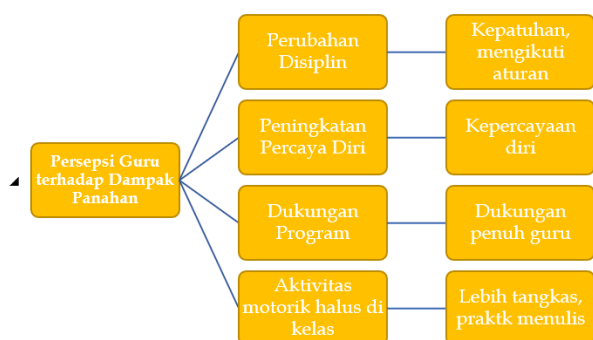 Persepsi Guru
terhadap Dampak
Panahan
Perubahan
Disiplin
Kepatuhan,
mengikuti
aturan
Peningkatan
Percaya Diri
Kepercayaan
diri
Dukungan
Program
Dukungan
penuh guru
Aktivitas
motorik halus di
kelas
Lebih tangkas,
praktk menulis